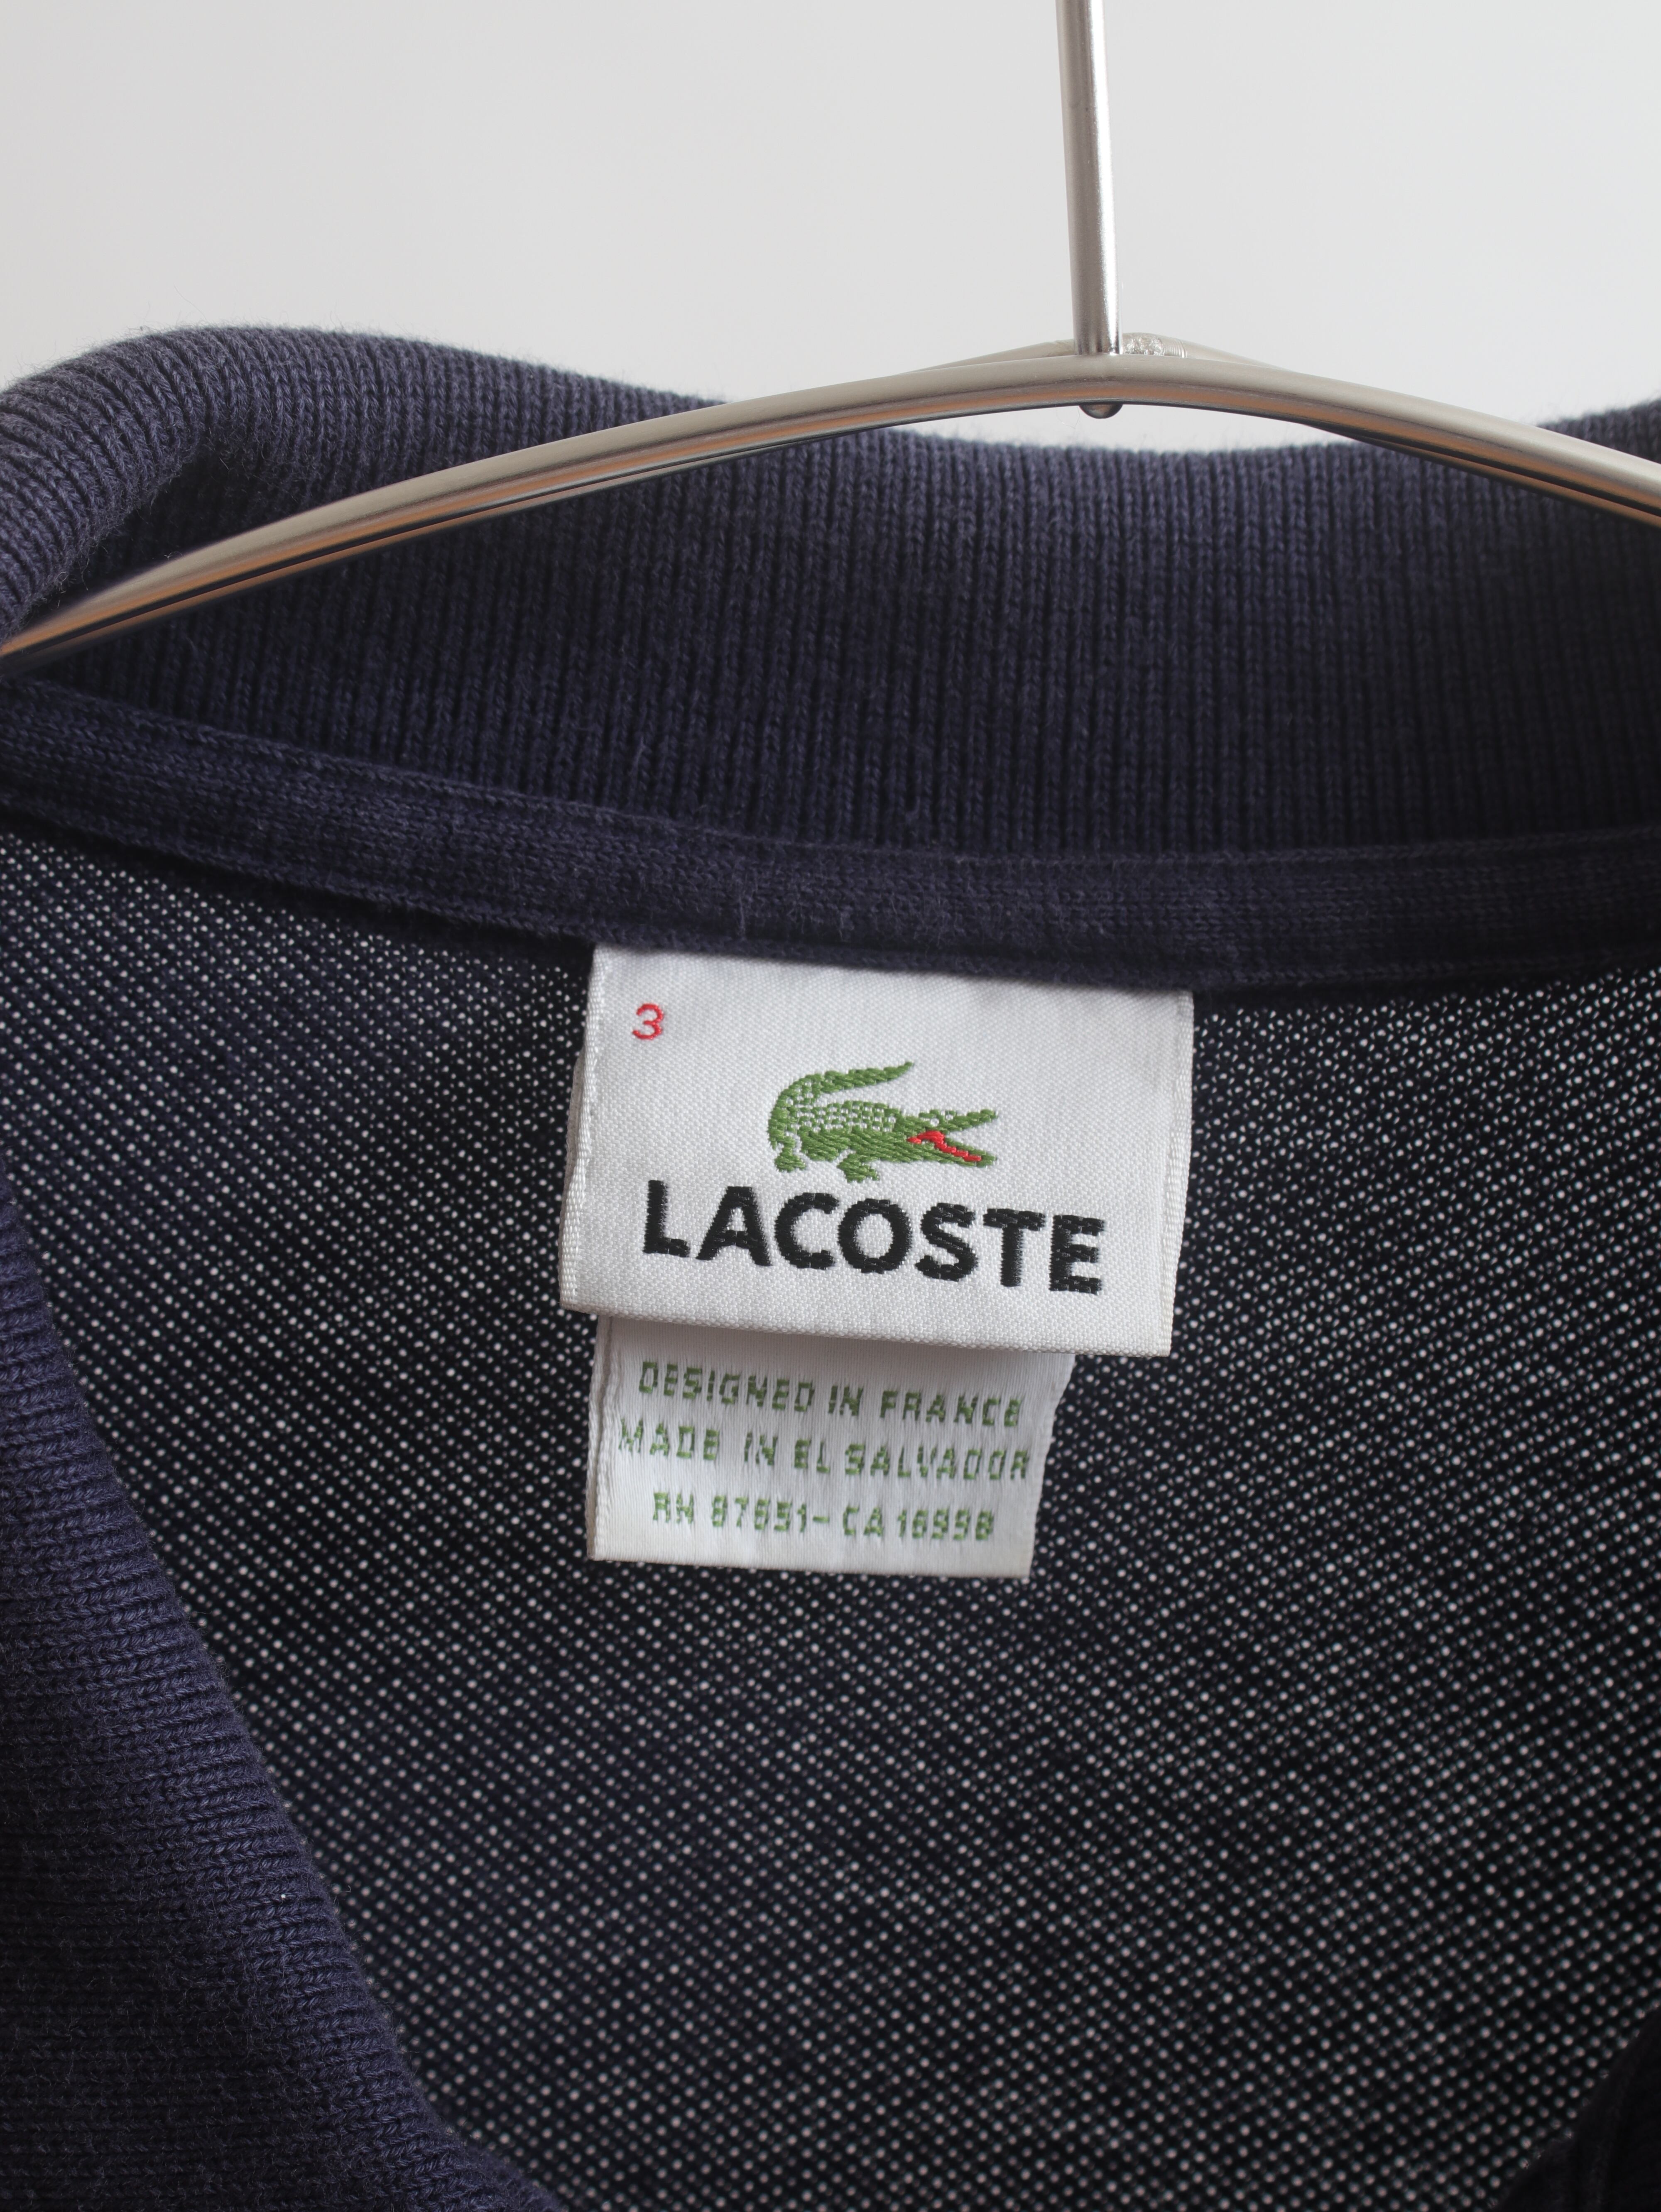 3
LACOSTE
DESIGNED IN FRANCE
MADE IN EL SALVADOR
RN 87651- CA 16998